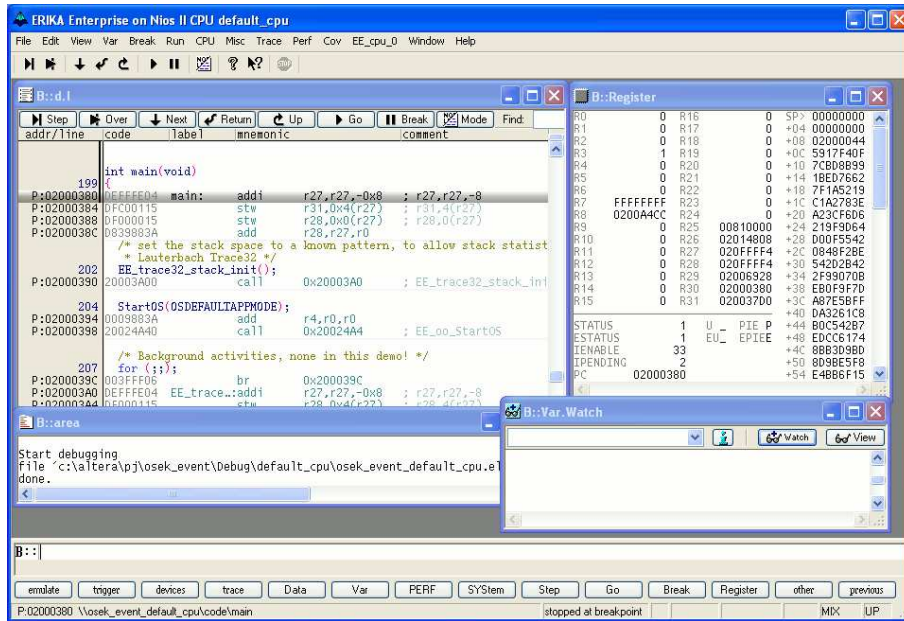 ERIKA Enterprise on Nios II CPU default_cpu
File Edit View Var Break Run CPU Misc Trace Perf Cov EE_cpu_0 Window Help
B::d.l
Step Over Next Return Up Go Break Mode Find:
addr/line code label mnemonic comment
int main(void)
199 {
P:02000380 DEFFFE04 main: addi r27,r27,-0x8 ; r27,r27,-8
P:02000384 DFC00115 stw r31,0x4(r27) ; r31,4(r27)
P:02000388 DF000015 stw r28,0x0(r27) ; r28,0(r27)
P:0200038C D839883A add r28,r27,r0
/* set the stack space to a known pattern, to allow stack statist
* Lauterbach Trace32 */
202 EE_trace32_stack_init();
P:02000390 20003A00 call 0x20003A0 ; EE_trace32_stack_ini
204 StartOS(OSDEFAULTAPPMODE);
P:02000394 0009883A add r4,r0,r0
P:02000398 20024A40 call 0x20024A4 ; EE_oo_StartOS
/* Background activities, none in this demo! */
207 for (;;);
P:0200039C 003FFF06 br 0x200039C
P:020003A0 DEFFFE04 EE_trace..:addi r27,r27,-0x8 ; r27,r27,-8
P:020003A4 DF000115 stw r28,0x4(r27) ; r28,4(r27)
B::Register
R0 0 R16 0 SP> 00000000
R1 0 R17 0 +04 00000000
R2 0 R18 0 +08 02000044
R3 1 R19 0 +0C 5917F40F
R4 0 R20 0 +10 7CBD8B99
R5 0 R21 0 +14 1BED7662
R6 0 R22 0 +18 7F1A5219
R7 FFFFFFFF R23 0 +1C C1A2783E
R8 0200A4CC R24 0 +20 A23CF6D6
R9 0 R25 00810000 +24 219F9D64
R10 0 R26 02014808 +28 D00F5542
R11 0 R27 020FFFF4 +2C 0848F2BE
R12 0 R28 020FFFF4 +30 542D2B42
R13 0 R29 02006928 +34 2F99070B
R14 0 R30 02000380 +38 EB0F9F7D
R15 0 R31 020037D0 +3C A87E5BFF
+40 DA3261C8
STATUS 1 U _ PIE P +44 B0C542B7
ESTATUS 1 EU_ EPIEE +48 EDCC6174
IENABLE 33 +4C 8BB3D9BD
IPENDING 2 +50 8D9BE5F8
PC 02000380 +54 E4BB6F15
B::area
Start debugging
file 'c:\altera\pj\osek_event\Debug\default_cpu\osek_event_default_cpu.el
done.
B::Var.Watch
Watch View
B::
emulate trigger devices trace Data Var PERF SYStem Step Go Break Register other previous
P:02000380 \\osek_event_default_cpu\code\main stopped at breakpoint MIX UP